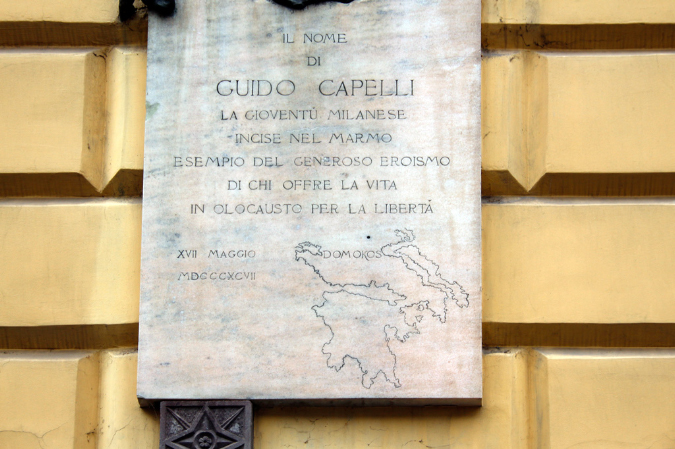 IL NOME
DI
GUIDO CAPELLI
LA GIOVENTÙ MILANESE
INCISE NEL MARMO
ESEMPIO DEL GENEROSO EROISMO
DI CHI OFFRE LA VITA
IN OLOCAUSTO PER LA LIBERTÁ
XVII MAGGIO DOMOKOS
MDCCCXCVII